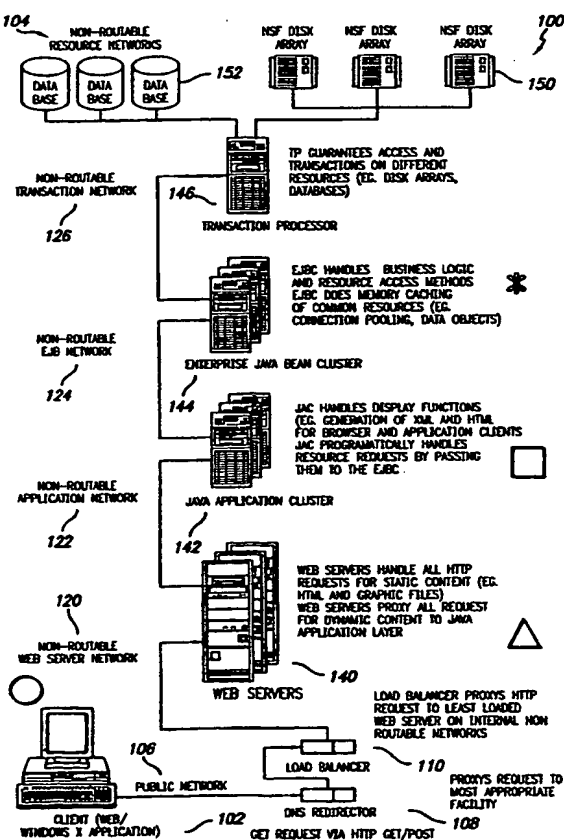 104
NON-ROUTABLE
RESOURCE NETWORKS
NSF DISK
ARRAY
NSF DISK
ARRAY
NSF DISK
ARRAY
100
DATA
BASE
DATA
BASE
DATA
BASE
152
150
NON-ROUTABLE
TRANSACTION NETWORK
126
146
TP GUARANTEES ACCESS AND
TRANSACTIONS ON DIFFERENT
RESOURCES (EG. DISK ARRAYS,
DATABASES)
TRANSACTION PROCESSOR
EJBC HANDLES BUSINESS LOGIC
AND RESOURCE ACCESS METHODS
EJBC DOES MEMORY CACHING
OF COMMON RESOURCES (EG.
CONNECTION POOLING, DATA OBJECTS)
*
NON-ROUTABLE
EJB NETWORK
124
ENTERPRISE JAVA BEAN CLUSTER
144
JAC HANDLES DISPLAY FUNCTIONS
(EG. GENERATION OF XML AND HTML
FOR BROWSER AND APPLICATION CLIENTS
JAC PROGRAMATICALLY HANDLES
RESOURCE REQUESTS BY PASSING
THEM TO THE EJBC
NON-ROUTABLE
APPLICATION NETWORK
122
JAVA APPLICATION CLUSTER
142
WEB SERVERS HANDLE ALL HTTP
REQUESTS FOR STATIC CONTENT (EG.
HTML AND GRAPHIC FILES)
WEB SERVERS PROXY ALL REQUEST
FOR DYNAMIC CONTENT TO JAVA
APPLICATION LAYER
120
NON-ROUTABLE
WEB SERVER NETWORK
WEB SERVERS
140
LOAD BALANCER PROXYS HTTP
REQUEST TO LEAST LOADED
WEB SERVER ON INTERNAL NON
ROUTABLE NETWORKS
LOAD BALANCER
110
106
PUBLIC NETWORK
PROXYS REQUEST TO
MOST APPROPRIATE
FACILITY
CLIENT (WEB/
WINDOWS X APPLICATION)
102
DNS REDIRECTOR
108
GET REQUEST VIA HTTP GET/POST